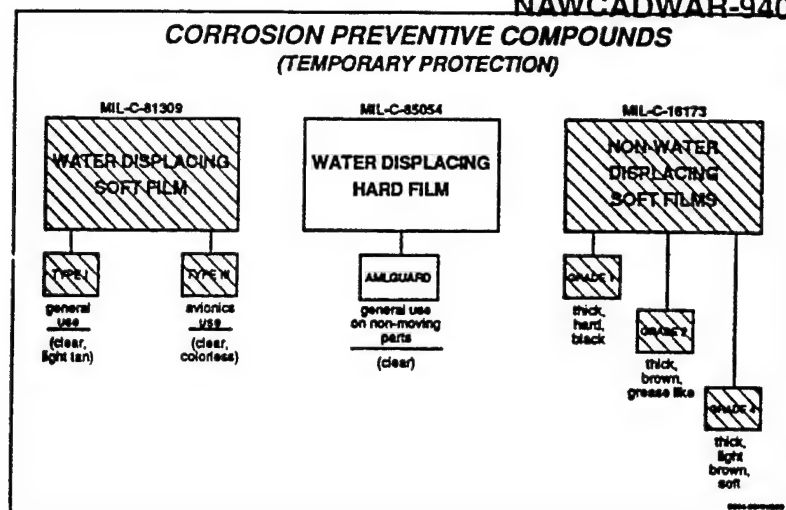 NAWCADWAR-940
CORROSION PREVENTIVE COMPOUNDS
(TEMPORARY PROTECTION)
MIL-C-81309
WATER DISPLACING
SOFT FILM
TYPE I
general
use
(clear,
light tan)
TYPE III
avionics
use
(clear,
colorless)
MIL-C-85054
WATER DISPLACING
HARD FILM
AMLGUARD
general use
on non-moving
parts
(clear)
MIL-C-16173
NON-WATER
DISPLACING
SOFT FILMS
GRADE 1
thick,
hard,
black
GRADE 2
thick,
brown,
grease like
GRADE 4
thick,
light
brown,
soft